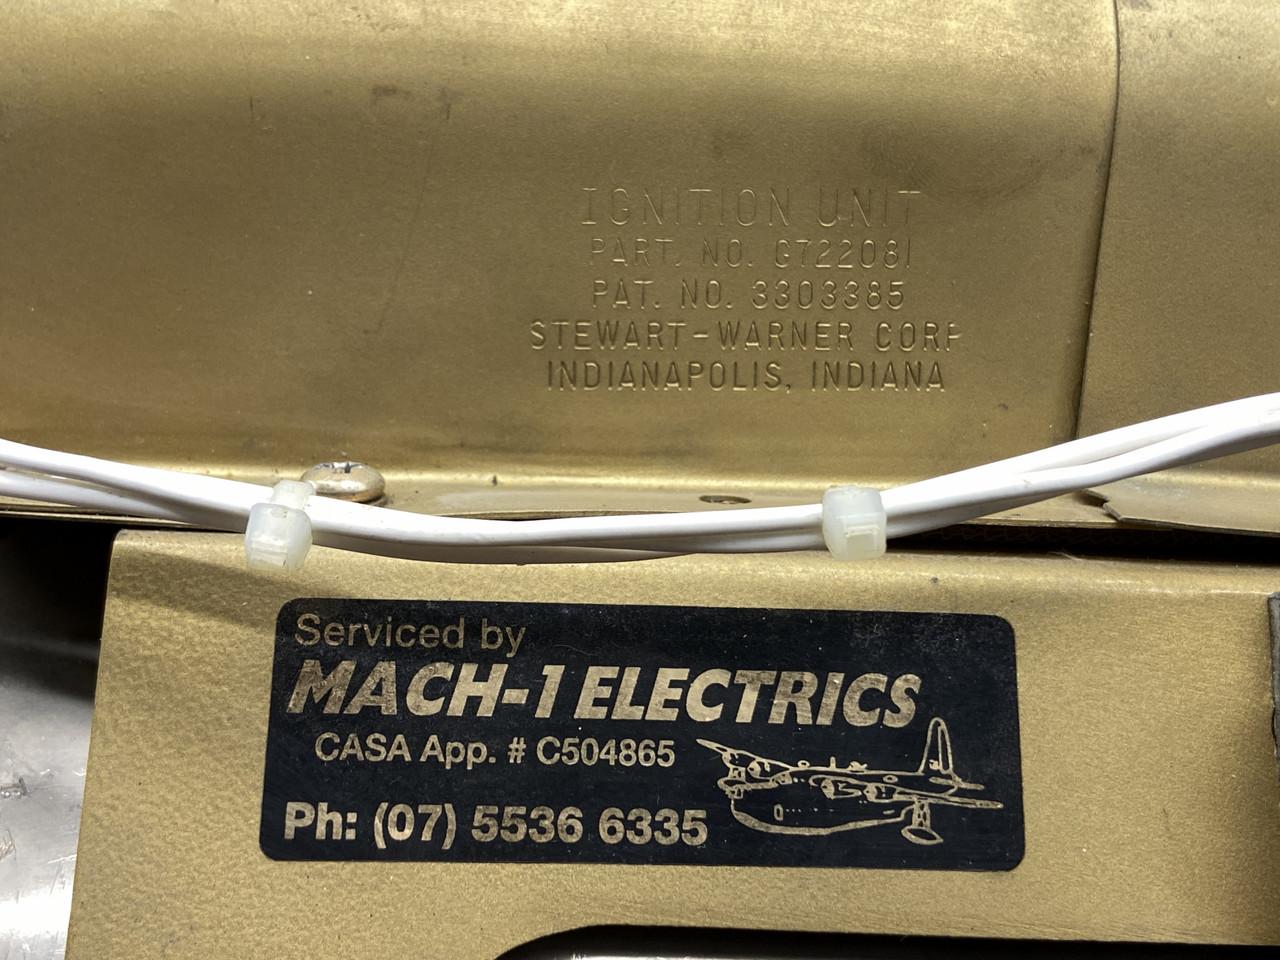 IGNITION UNIT
PART. NO. G722081
PAT. NO. 3303385
STEWART-WARNER CORP
INDIANAPOLIS, INDIANA
Serviced by
MACH-1 ELECTRICS
CASA App. # C504865
Ph: (07) 5536 6335